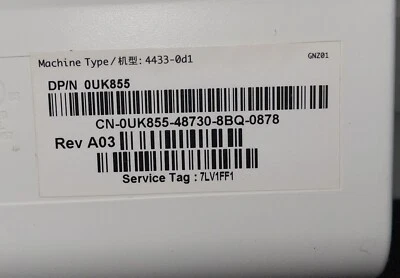 Machine Type/机型: 4433-0d1 GNZ01
DP/N 0UK855
CN-0UK855-48730-8BQ-0878
Rev A03
Service Tag : 7LV1FF1